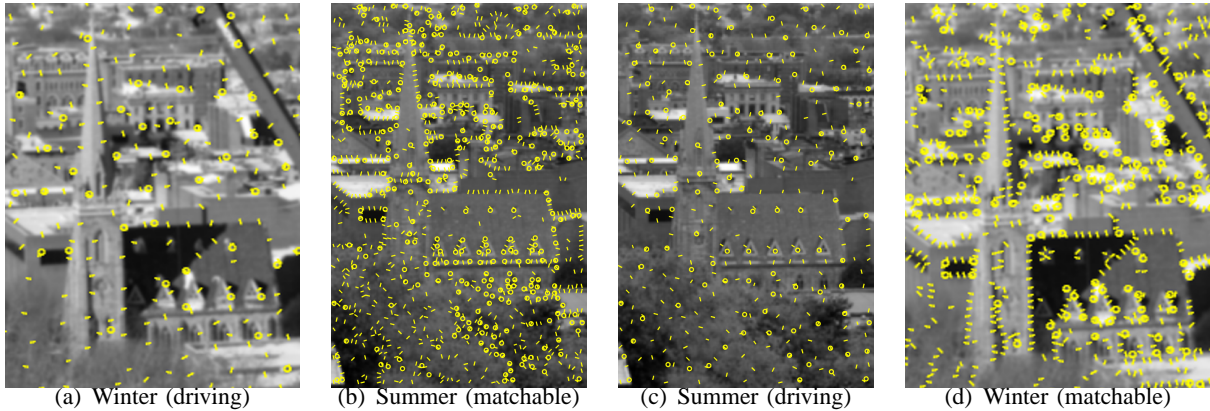 (a) Winter (driving)
(b) Summer (matchable)
(c) Summer (driving)
(d) Winter (matchable)